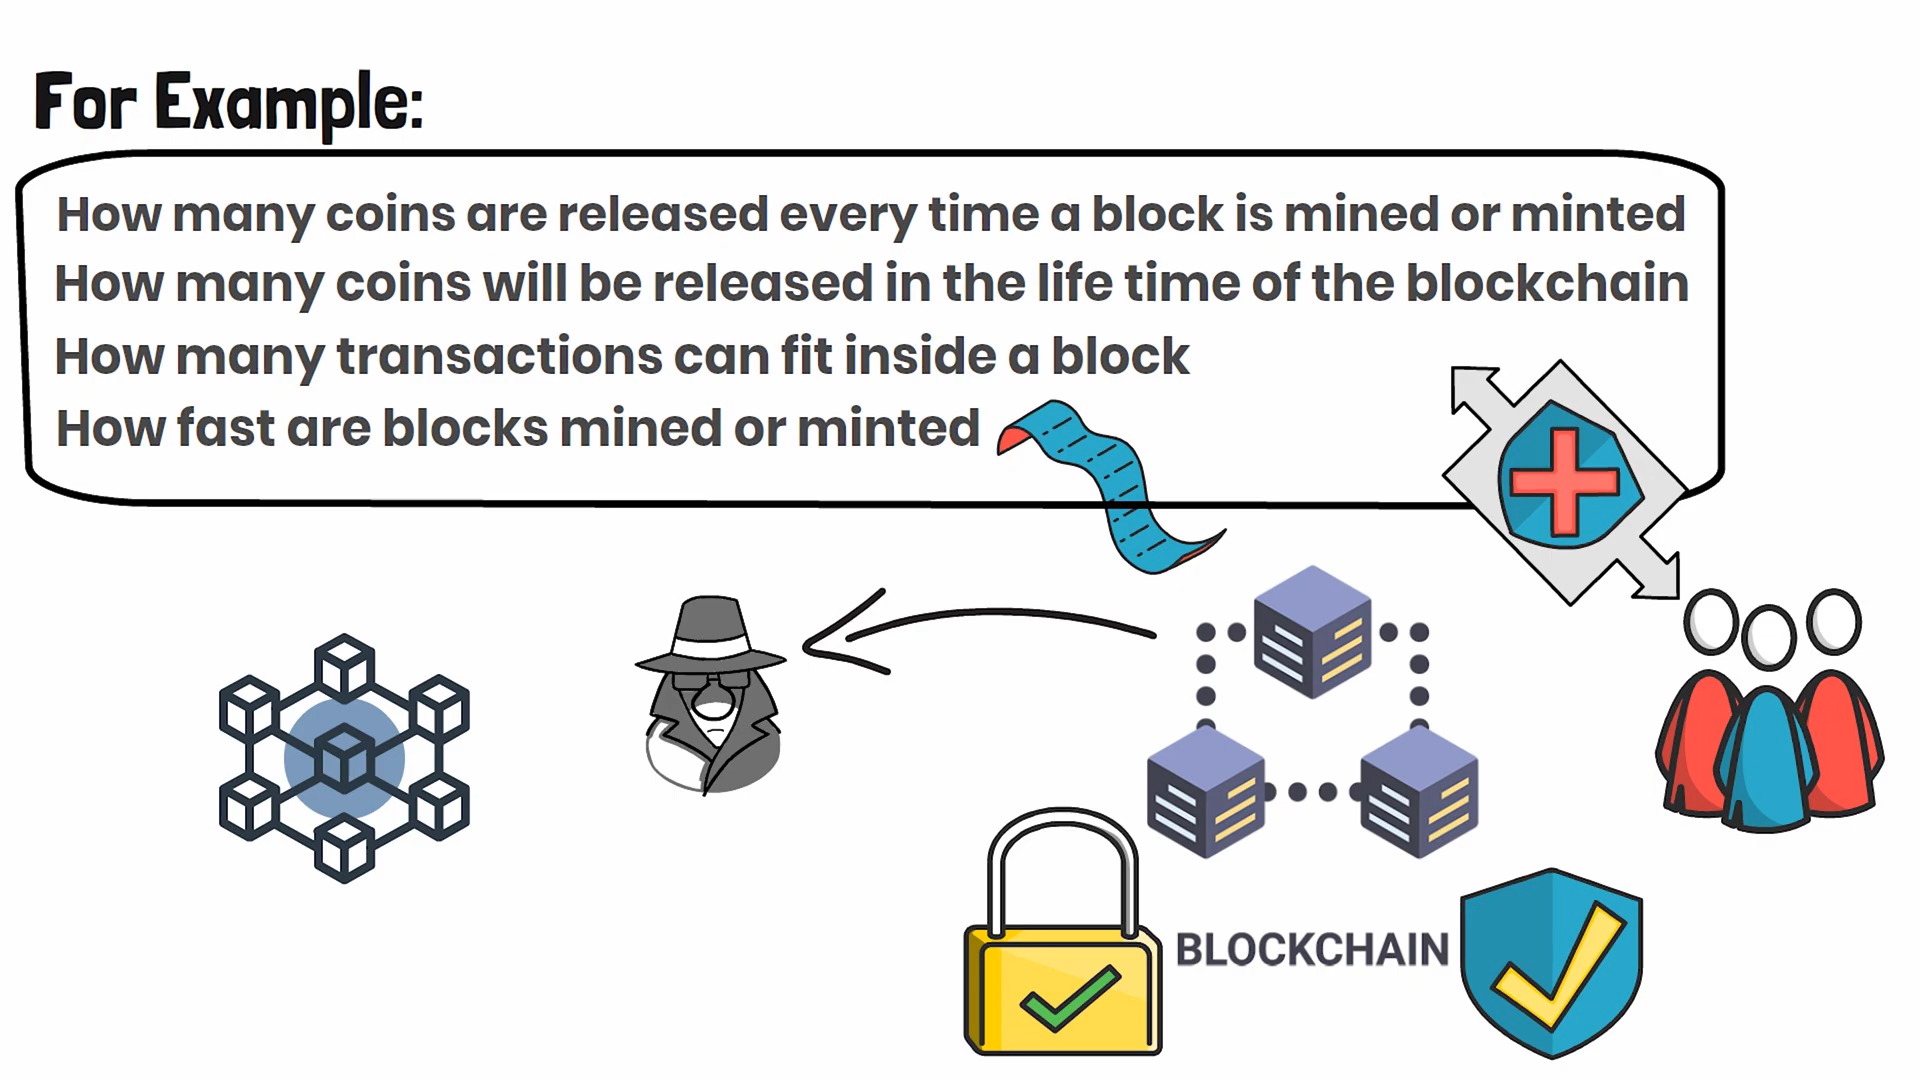 For Example:
How many coins are released every time a block is mined or minted
How many coins will be released in the life time of the blockchain
How many transactions can fit inside a block
How fast are blocks mined or minted
BLOCKCHAIN